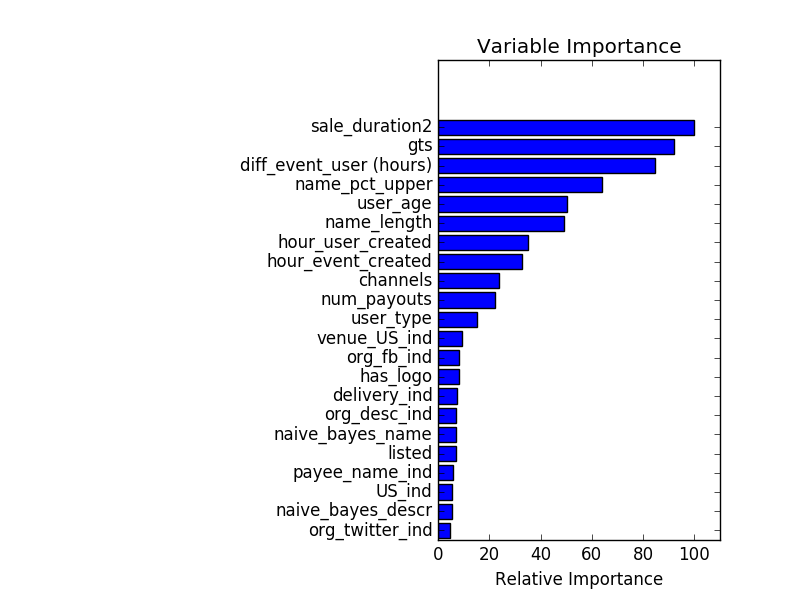 Variable Importance
sale_duration2
gts
diff_event_user (hours)
name_pct_upper
user_age
name_length
hour_user_created
hour_event_created
channels
num_payouts
user_type
venue_US_ind
org_fb_ind
has_logo
delivery_ind
org_desc_ind
naive_bayes_name
listed
payee_name_ind
US_ind
naive_bayes_descr
org_twitter_ind
0 20 40 60 80 100
Relative Importance